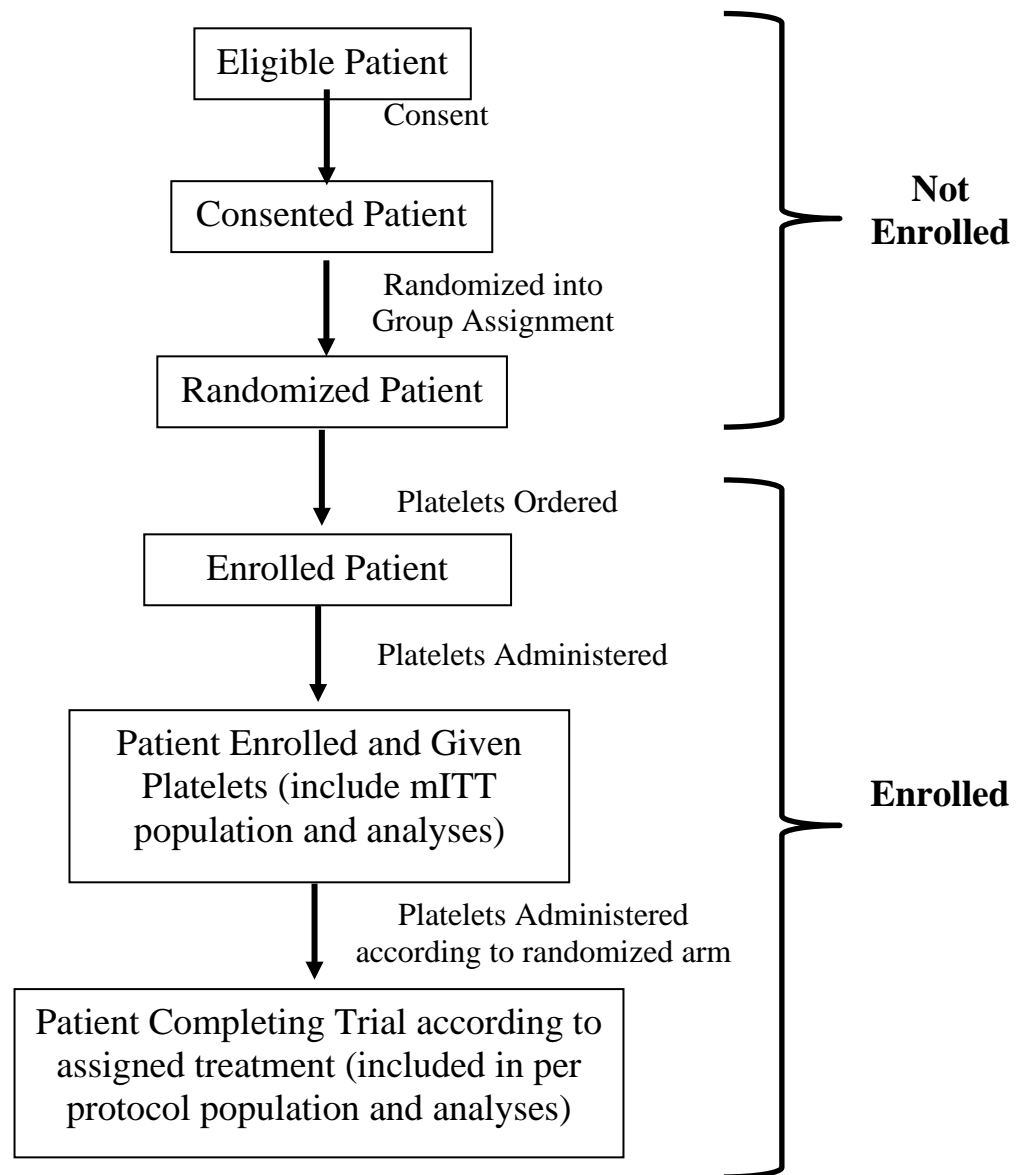 Eligible Patient
Consent
Consented Patient
Not
Enrolled
Randomized into
Group Assignment
Randomized Patient
Platelets Ordered
Enrolled Patient
Platelets Administered
Patient Enrolled and Given
Platelets (include mITT
population and analyses)
Enrolled
Platelets Administered
according to randomized arm
Patient Completing Trial according to
assigned treatment (included in per
protocol population and analyses)